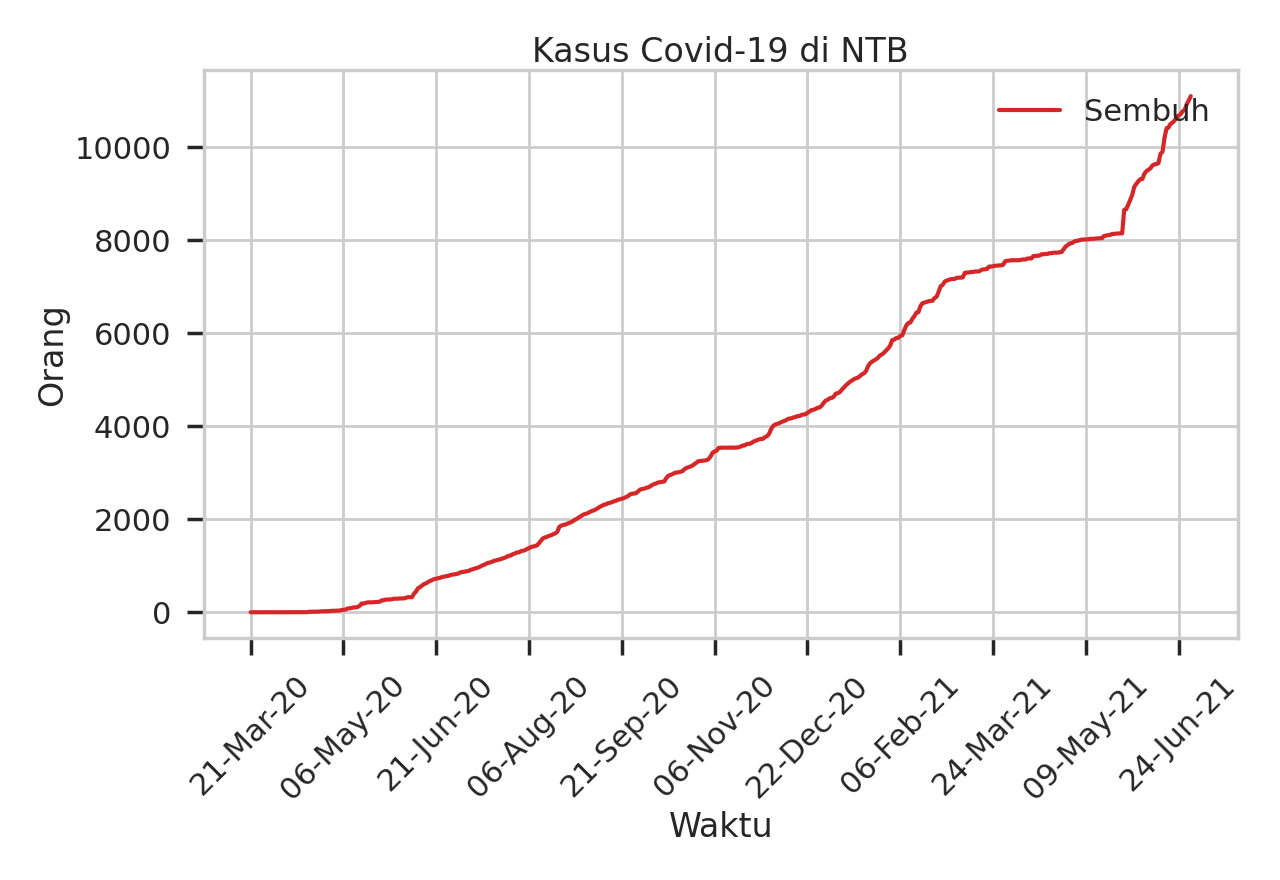 Kasus Covid-19 di NTB
Sembuh
Orang
10000
8000
6000
4000
2000
0
21-Mar-20
06-May-20
21-Jun-20
06-Aug-20
21-Sep-20
06-Nov-20
22-Dec-20
06-Feb-21
24-Mar-21
09-May-21
24-Jun-21
Waktu